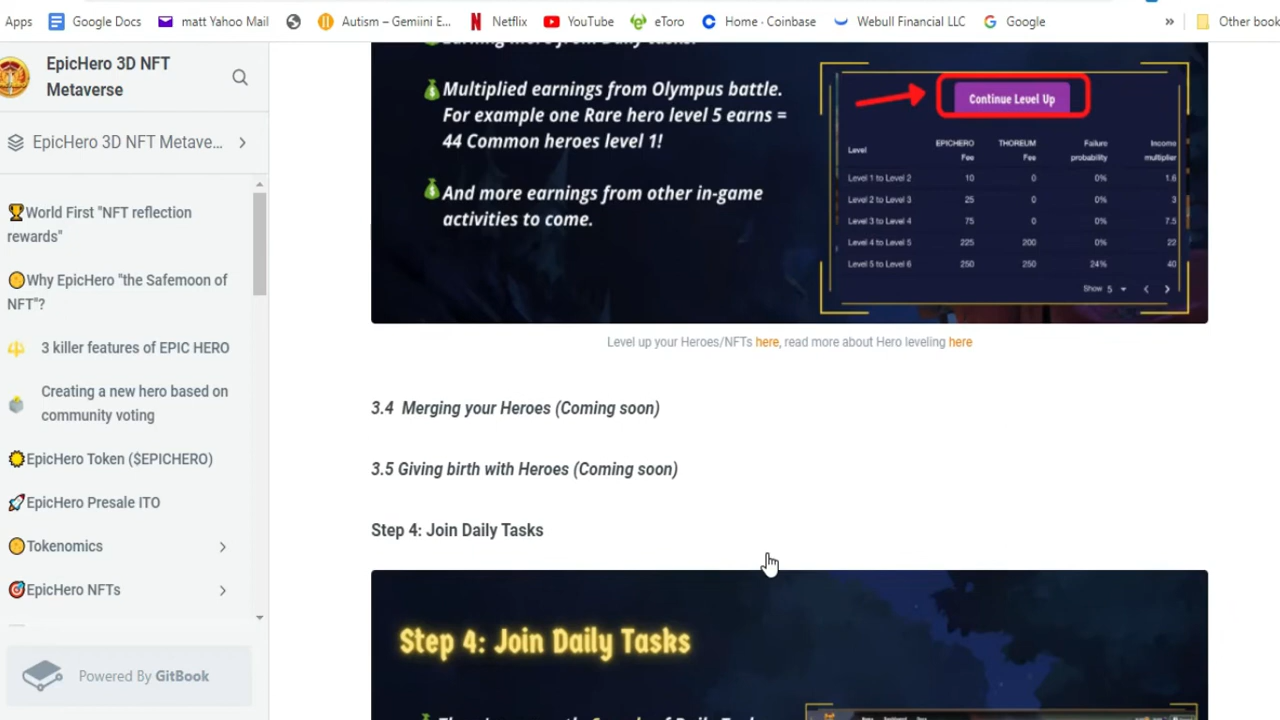 Apps
Google Docs
matt Yahoo Mail
Autism – Gemiini E...
Netflix
YouTube
eToro
Home · Coinbase
Webull Financial LLC
Google
»
Other book
EpicHero 3D NFT
Metaverse
EpicHero 3D NFT Metave...
World First "NFT reflection
rewards"
Why EpicHero "the Safemoon of
NFT"?
3 killer features of EPIC HERO
Creating a new hero based on
community voting
EpicHero Token ($EPICHERO)
EpicHero Presale ITO
Tokenomics
EpicHero NFTs
Powered By GitBook
Earning more from Daily tasks.
Multiplied earnings from Olympus battle.
For example one Rare hero level 5 earns =
44 Common heroes level 1!
And more earnings from other in-game
activities to come.
Continue Level Up
Level EPICHERO Fee THOREUM Fee Failure probability Income multiplier
Level 1 to Level 2 10 0 0% 1.6
Level 2 to Level 3 25 0 0% 3
Level 3 to Level 4 75 0 0% 7.5
Level 4 to Level 5 225 200 0% 22
Level 5 to Level 6 250 250 24% 40
Show 5
Level up your Heroes/NFTs here, read more about Hero leveling here
3.4 Merging your Heroes (Coming soon)
3.5 Giving birth with Heroes (Coming soon)
Step 4: Join Daily Tasks
Step 4: Join Daily Tasks